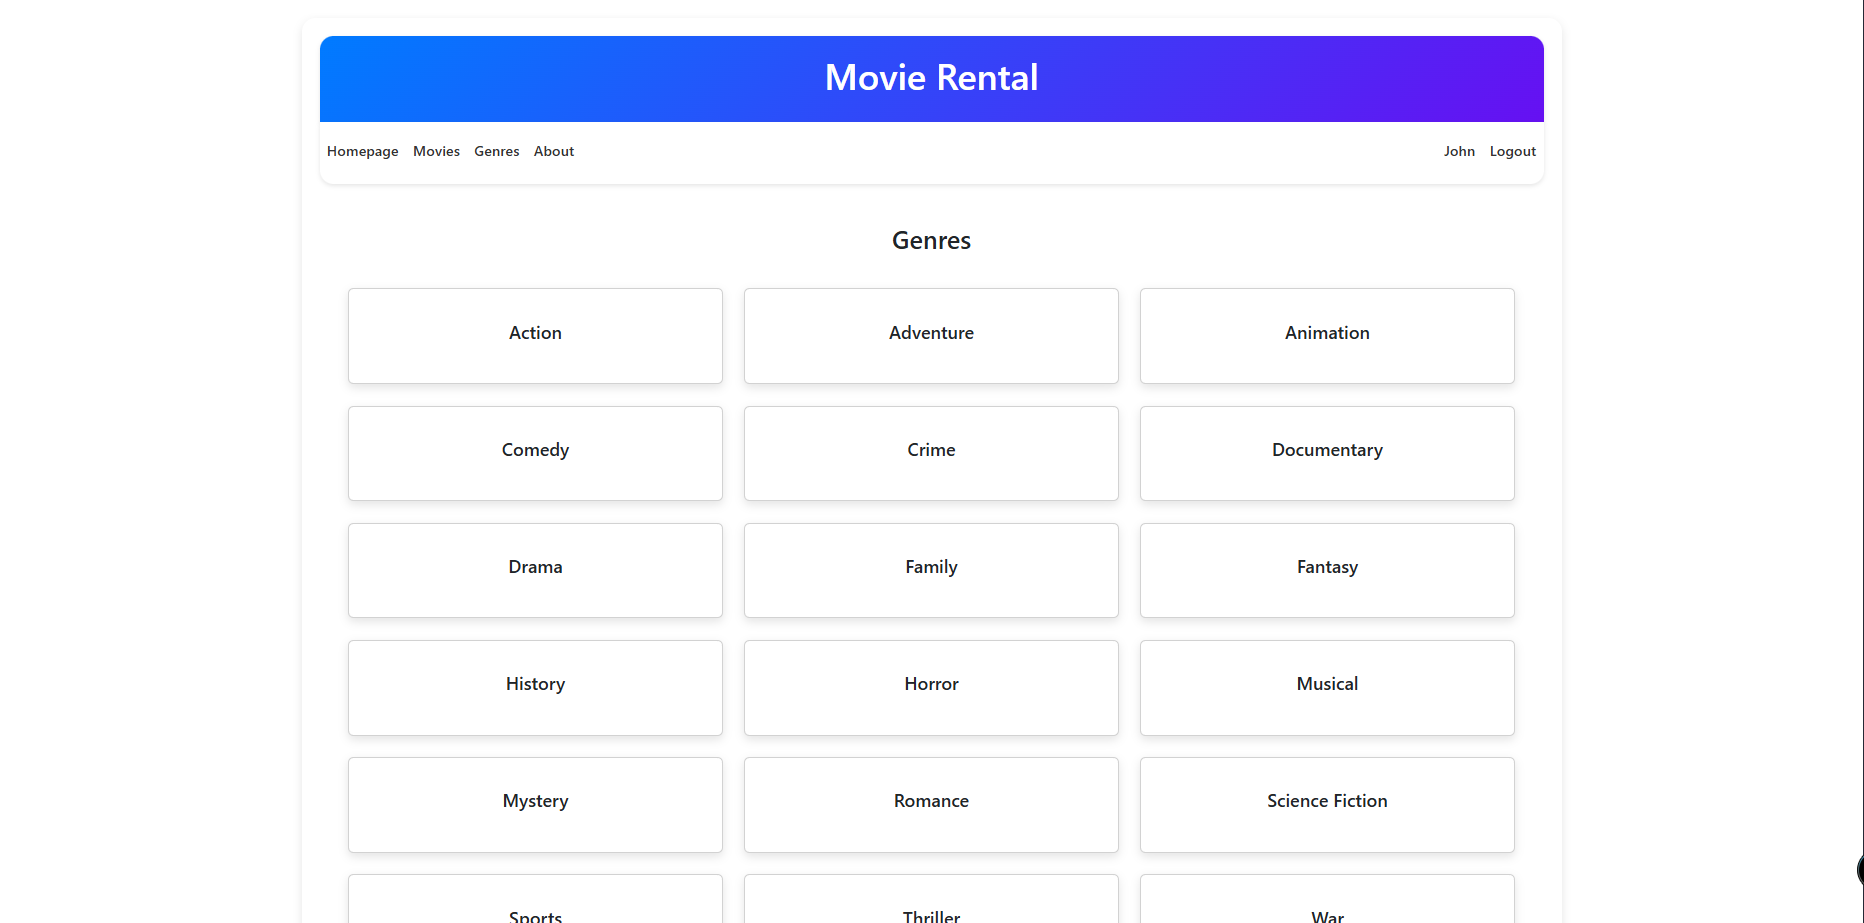 Movie Rental
Homepage Movies Genres About John Logout
Genres
Action Adventure Animation
Comedy Crime Documentary
Drama Family Fantasy
History Horror Musical
Mystery Romance Science Fiction
Sports Thriller War